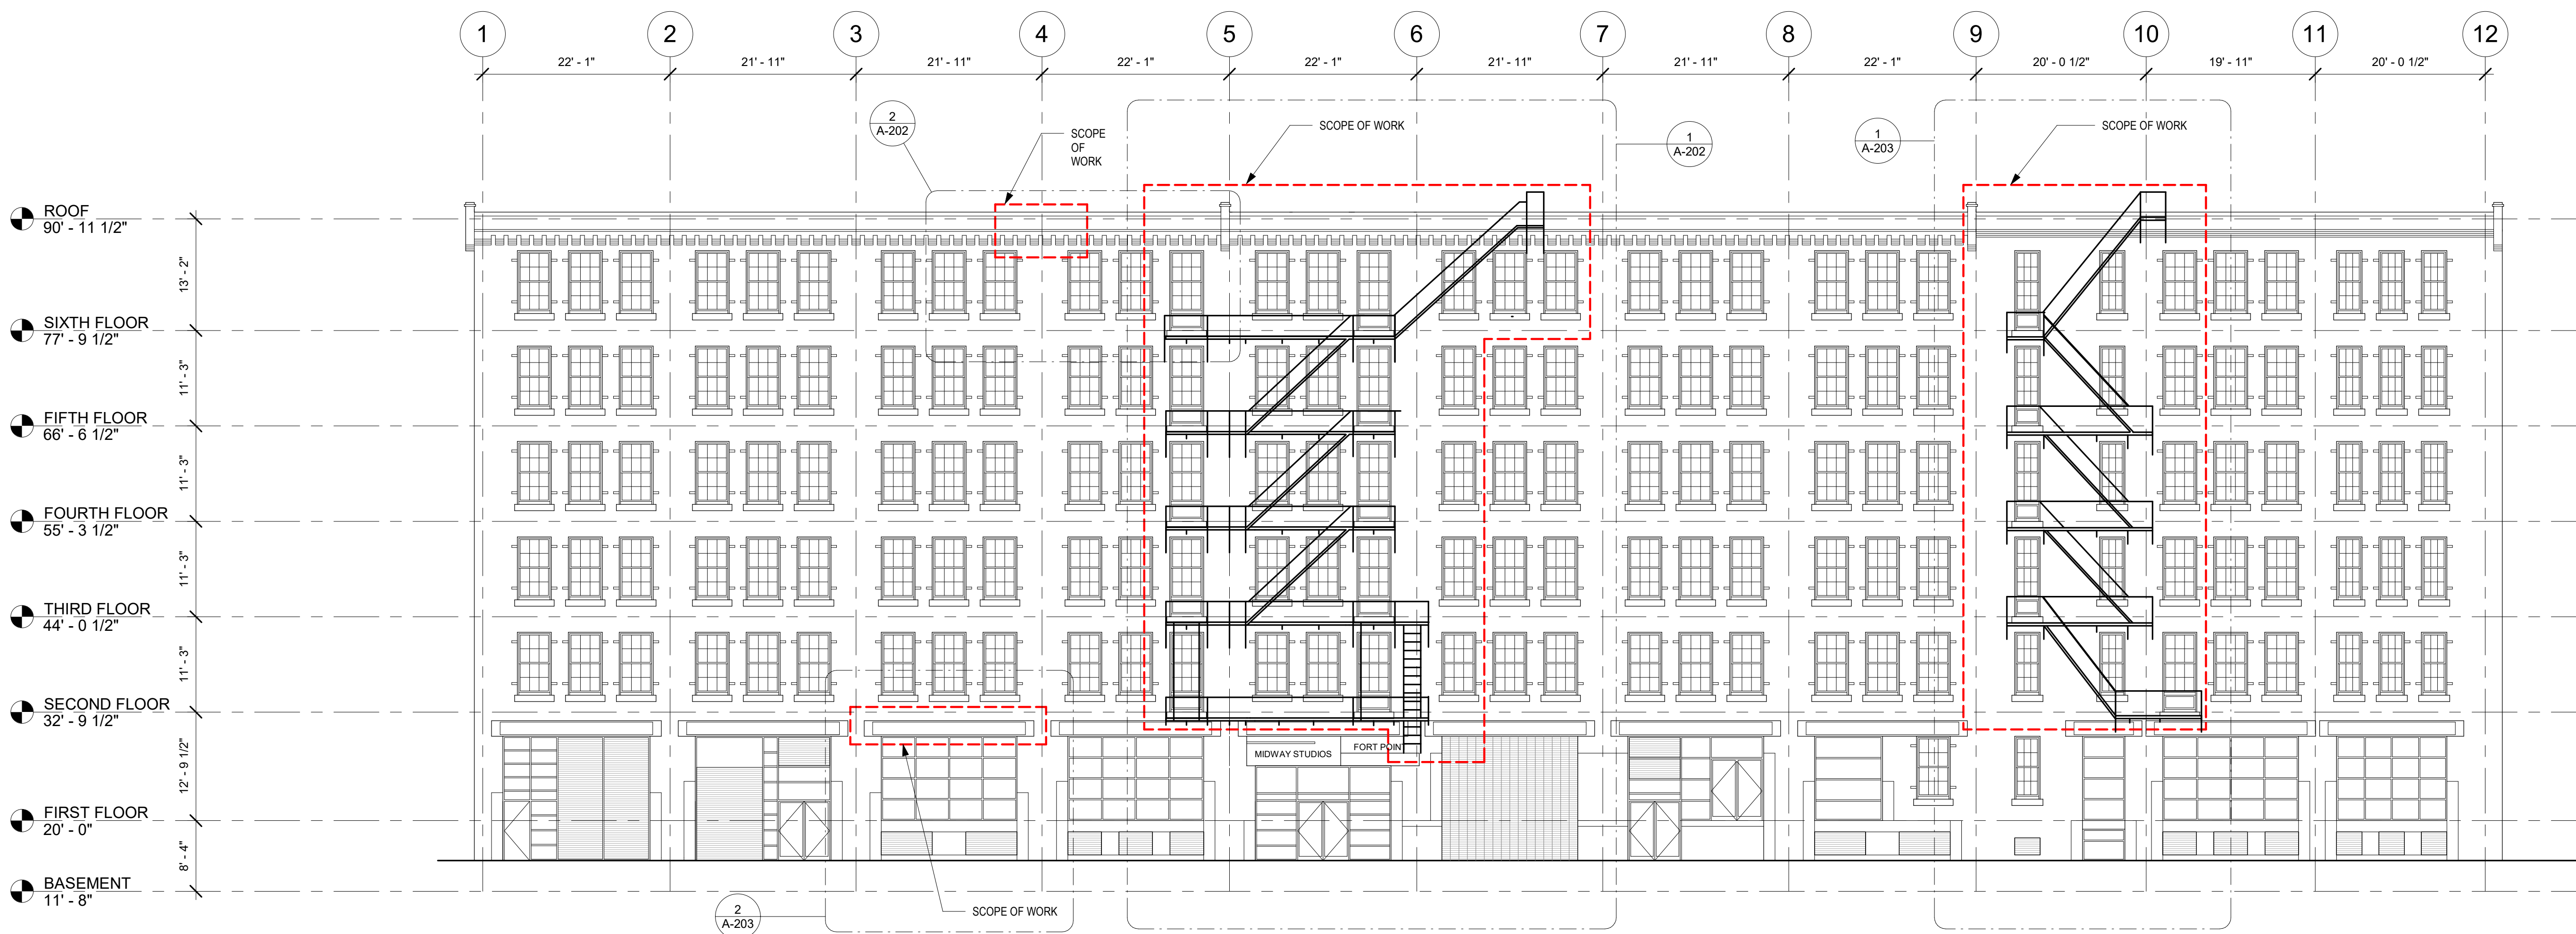 1 2 3 4 5 6 7 8 9 10 11 12
22' - 1" 21' - 11" 21' - 11" 22' - 1" 22' - 1" 21' - 11" 21' - 11" 22' - 1" 20' - 0 1/2" 19' - 11" 20' - 0 1/2"
2
A-202
SCOPE
OF
WORK
SCOPE OF WORK
1
A-202
1
A-203
SCOPE OF WORK
ROOF
90' - 11 1/2"
13' - 2"
SIXTH FLOOR
77' - 9 1/2"
11' - 3"
FIFTH FLOOR
66' - 6 1/2"
11' - 3"
FOURTH FLOOR
55' - 3 1/2"
11' - 3"
THIRD FLOOR
44' - 0 1/2"
11' - 3"
SECOND FLOOR
32' - 9 1/2"
12' - 9 1/2"
FIRST FLOOR
20' - 0"
8' - 4"
BASEMENT
11' - 8"
MIDWAY STUDIOS
FORT POINT
2
A-203
SCOPE OF WORK